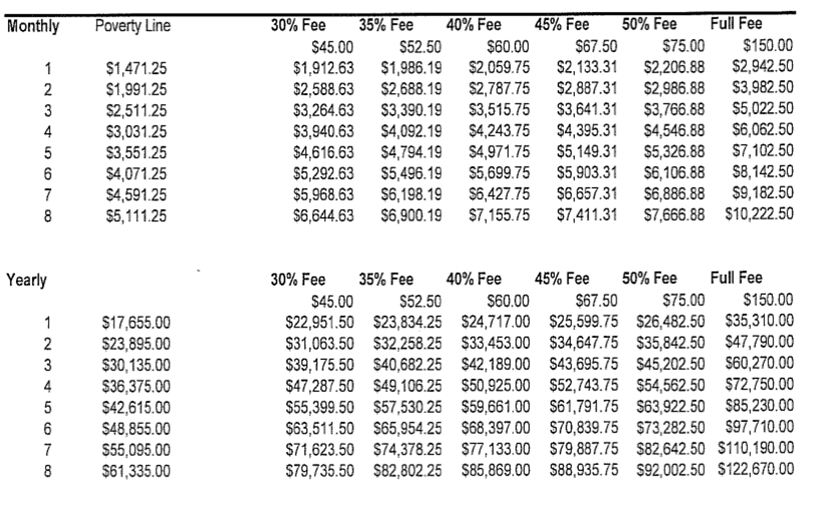 Monthly Poverty Line 30% Fee 35% Fee 40% Fee 45% Fee 50% Fee Full Fee
$45.00 $52.50 $60.00 $67.50 $75.00 $150.00
1 $1,471.25 $1,912.63 $1,986.19 $2,059.75 $2,133.31 $2,206.88 $2,942.50
2 $1,991.25 $2,588.63 $2,688.19 $2,787.75 $2,887.31 $2,986.88 $3,982.50
3 $2,511.25 $3,264.63 $3,390.19 $3,515.75 $3,641.31 $3,766.88 $5,022.50
4 $3,031.25 $3,940.63 $4,092.19 $4,243.75 $4,395.31 $4,546.88 $6,062.50
5 $3,551.25 $4,616.63 $4,794.19 $4,971.75 $5,149.31 $5,326.88 $7,102.50
6 $4,071.25 $5,292.63 $5,496.19 $5,699.75 $5,903.31 $6,106.88 $8,142.50
7 $4,591.25 $5,968.63 $6,198.19 $6,427.75 $6,657.31 $6,886.88 $9,182.50
8 $5,111.25 $6,644.63 $6,900.19 $7,155.75 $7,411.31 $7,666.88 $10,222.50
Yearly 30% Fee 35% Fee 40% Fee 45% Fee 50% Fee Full Fee
$45.00 $52.50 $60.00 $67.50 $75.00 $150.00
1 $17,655.00 $22,951.50 $23,834.25 $24,717.00 $25,599.75 $26,482.50 $35,310.00
2 $23,895.00 $31,063.50 $32,258.25 $33,453.00 $34,647.75 $35,842.50 $47,790.00
3 $30,135.00 $39,175.50 $40,682.25 $42,189.00 $43,695.75 $45,202.50 $60,270.00
4 $36,375.00 $47,287.50 $49,106.25 $50,925.00 $52,743.75 $54,562.50 $72,750.00
5 $42,615.00 $55,399.50 $57,530.25 $59,661.00 $61,791.75 $63,922.50 $85,230.00
6 $48,855.00 $63,511.50 $65,954.25 $68,397.00 $70,839.75 $73,282.50 $97,710.00
7 $55,095.00 $71,623.50 $74,378.25 $77,133.00 $79,887.75 $82,642.50 $110,190.00
8 $61,335.00 $79,735.50 $82,802.25 $85,869.00 $88,935.75 $92,002.50 $122,670.00